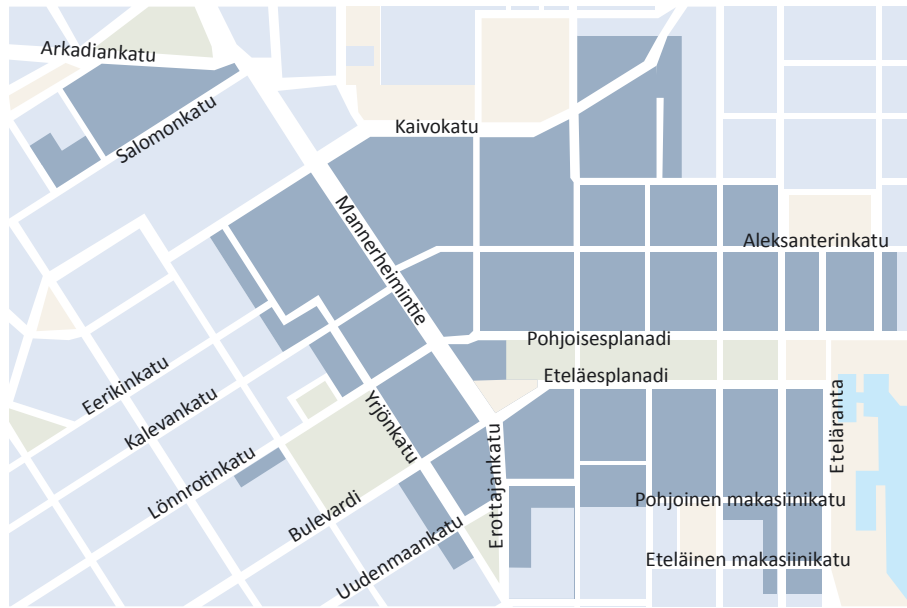 Arkadiankatu
Salomonkatu
Kaivokatu
Mannerheimintie
Aleksanterinkatu
Pohjoisesplanadi
Eteläesplanadi
Eerikinkatu
Kalevankatu
Yrjönkatu
Eteläranta
Lönnrotinkatu
Bulevardi
Erottajankatu
Pohjoinen makasiinikatu
Uudenmaankatu
Eteläinen makasiinikatu